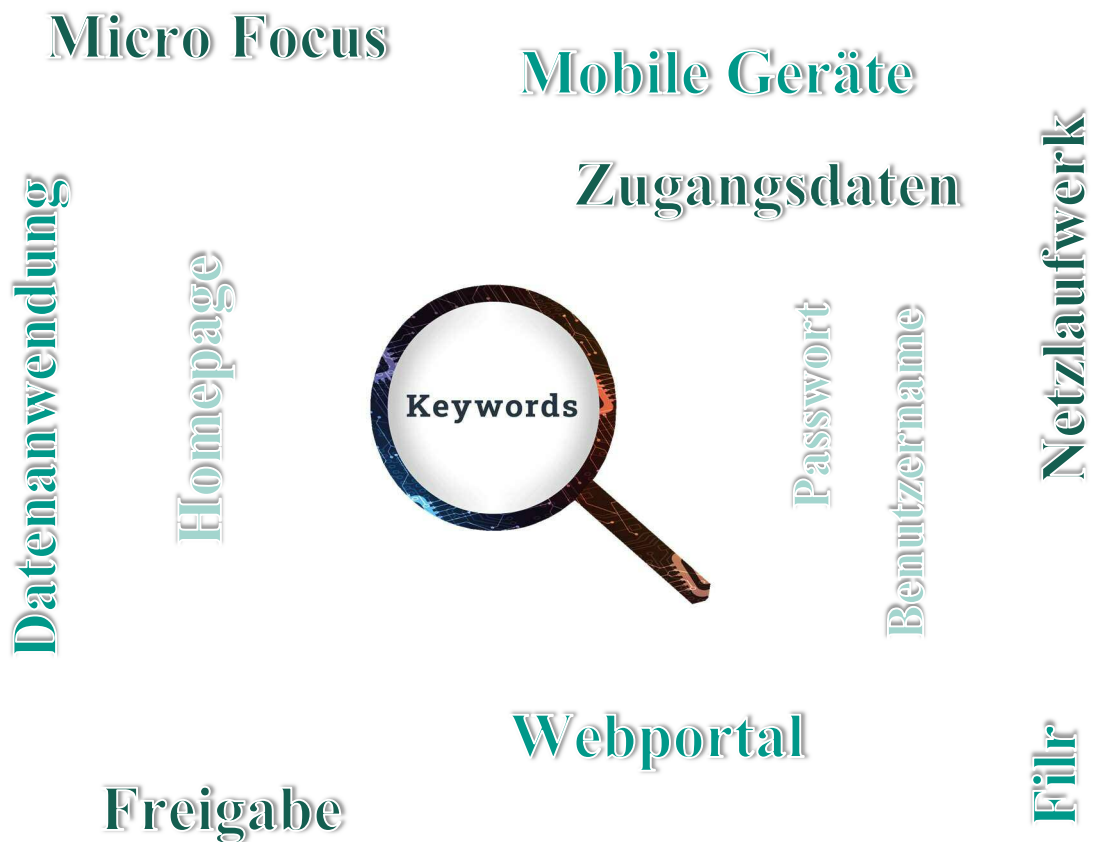 Micro Focus
Mobile Geräte
Zugangsdaten
Netzlaufwerk
Datenanwendung
Homepage
Keywords
Passwort
Benutzername
Webportal
Filr
Freigabe